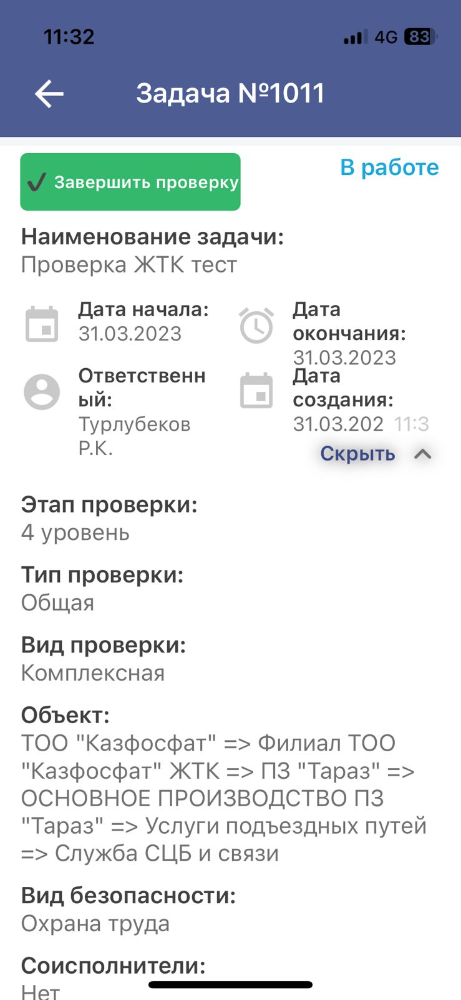 11:32
4G 83
Задача №1011
Завершить проверку
В работе
Наименование задачи:
Проверка ЖТК тест
Дата начала:
31.03.2023
Дата
окончания:
31.03.2023
Ответственн
ый:
Турлубеков
Р.К.
Дата
создания:
31.03.202 11:3
Скрыть
Этап проверки:
4 уровень
Тип проверки:
Общая
Вид проверки:
Комплексная
Объект:
ТОО "Казфосфат" => Филиал ТОО
"Казфосфат" ЖТК => ПЗ "Тараз" =>
ОСНОВНОЕ ПРОИЗВОДСТВО ПЗ
"Тараз" => Услуги подъездных путей
=> Служба СЦБ и связи
Вид безопасности:
Охрана труда
Соисполнители:
Нет